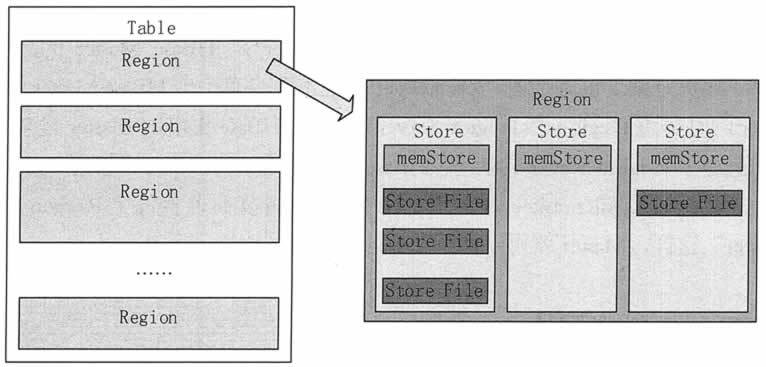 Table
Region
Region
Region
......
Region
Region
Store
memStore
Store File
Store File
Store File
Store
memStore
Store
memStore
Store File